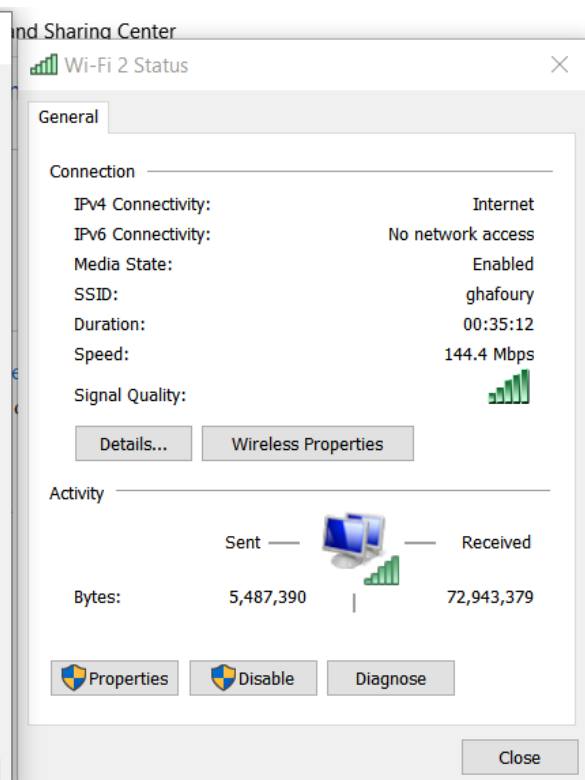 and Sharing Center
Wi-Fi 2 Status
General
Connection
IPv4 Connectivity: Internet
IPv6 Connectivity: No network access
Media State: Enabled
SSID: ghafoury
Duration: 00:35:12
Speed: 144.4 Mbps
Signal Quality:
Details... Wireless Properties
Activity
Sent Received
Bytes: 5,487,390 72,943,379
Properties Disable Diagnose
Close